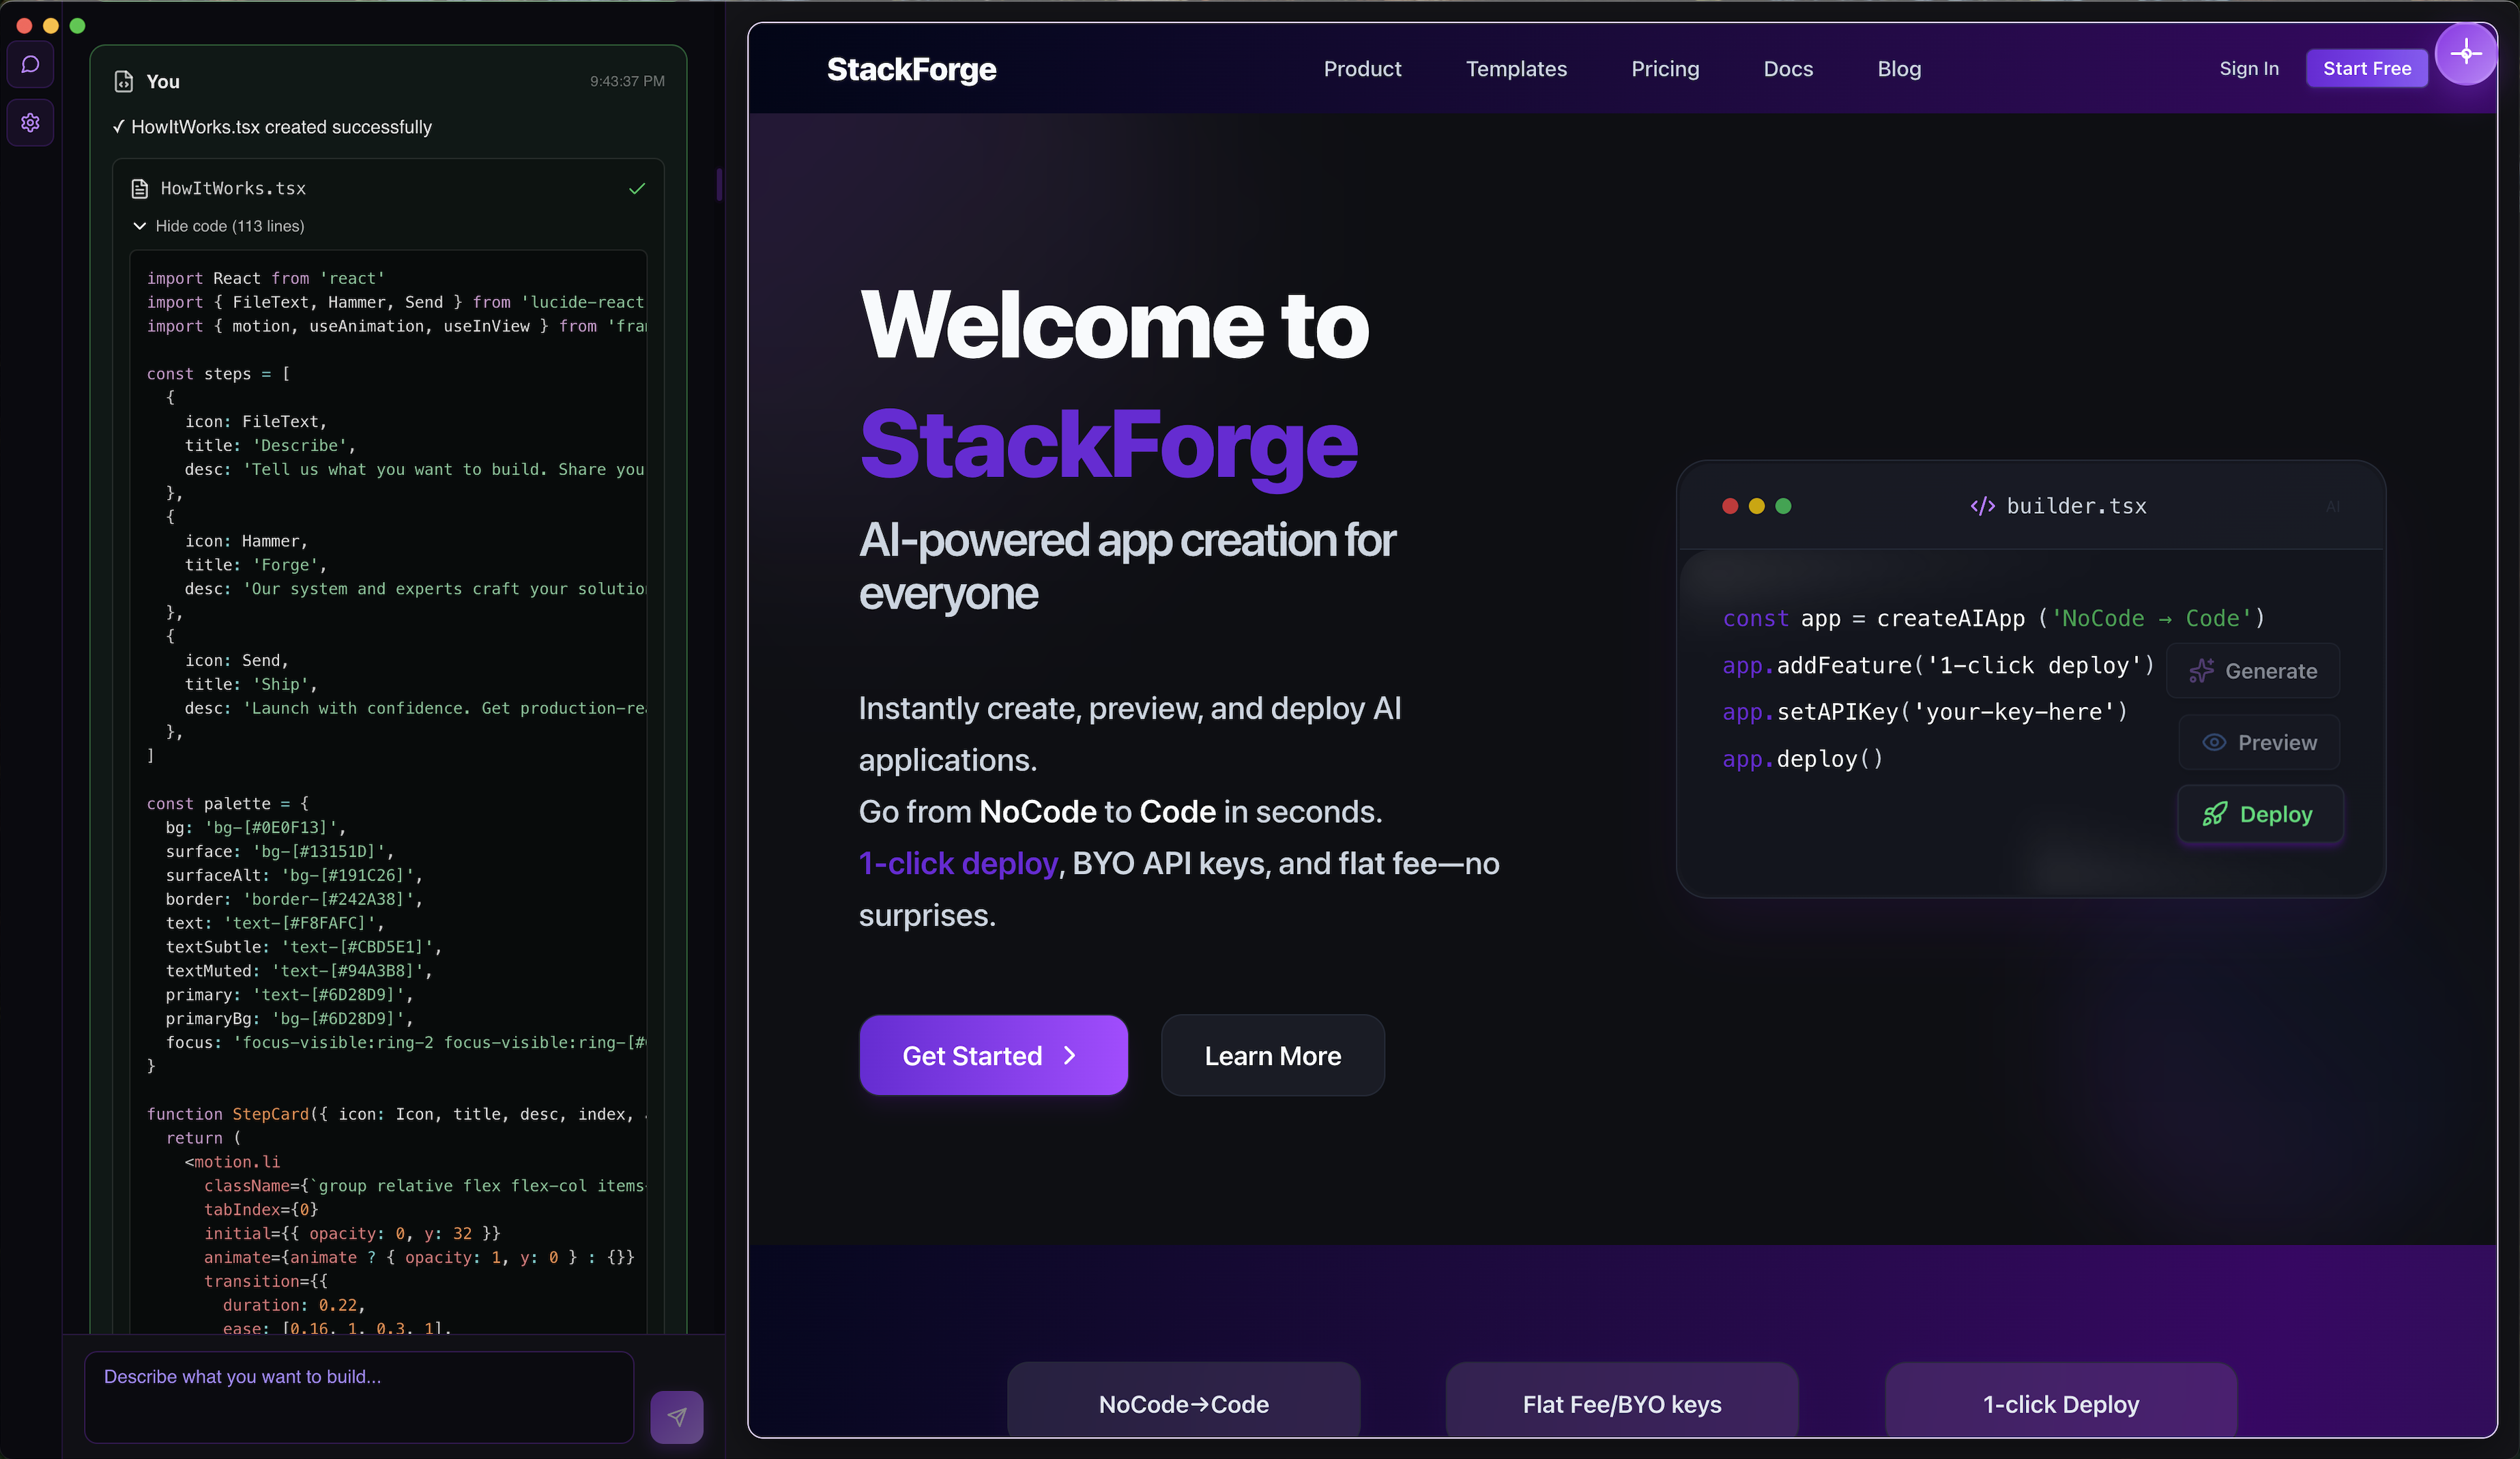 You
9:43:37 PM
✓ HowItWorks.tsx created successfully
HowItWorks.tsx
Hide code (113 lines)
import React from 'react'
import { FileText, Hammer, Send } from 'lucide-react
import { motion, useAnimation, useInView } from 'fra
const steps = [
  {
    icon: FileText,
    title: 'Describe',
    desc: 'Tell us what you want to build. Share you
  },
  {
    icon: Hammer,
    title: 'Forge',
    desc: 'Our system and experts craft your solution
  },
  {
    icon: Send,
    title: 'Ship',
    desc: 'Launch with confidence. Get production-rea
  },
]
const palette = {
  bg: 'bg-[#0E0F13]',
  surface: 'bg-[#13151D]',
  surfaceAlt: 'bg-[#191C26]',
  border: 'border-[#242A38]',
  text: 'text-[#F8FAFC]',
  textSubtle: 'text-[#CBD5E1]',
  textMuted: 'text-[#94A3B8]',
  primary: 'text-[#6D28D9]',
  primaryBg: 'bg-[#6D28D9]',
  focus: 'focus-visible:ring-2 focus-visible:ring-[#
}
function StepCard({ icon: Icon, title, desc, index,
  return (
    <motion.li
      className={`group relative flex flex-col items-
      tabIndex={0}
      initial={{ opacity: 0, y: 32 }}
      animate={animate ? { opacity: 1, y: 0 } : {}}
      transition={{
        duration: 0.22,
        ease: [0.16, 1, 0.3, 1],
Describe what you want to build...
StackForge
Product
Templates
Pricing
Docs
Blog
Sign In
Start Free
Welcome to
StackForge
AI-powered app creation for
everyone
Instantly create, preview, and deploy AI
applications.
Go from NoCode to Code in seconds.
1-click deploy, BYO API keys, and flat fee—no
surprises.
Get Started
Learn More
</> builder.tsx
AI
const app = createAIApp ('NoCode → Code')
app.addFeature('1-click deploy')
app.setAPIKey('your-key-here')
app.deploy()
Generate
Preview
Deploy
NoCode→Code
Flat Fee/BYO keys
1-click Deploy